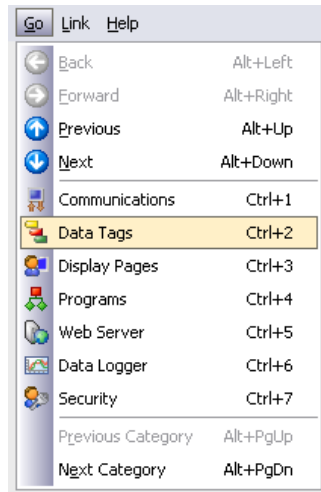 Go Link Help
Back Alt+Left
Forward Alt+Right
Previous Alt+Up
Next Alt+Down
Communications Ctrl+1
Data Tags Ctrl+2
Display Pages Ctrl+3
Programs Ctrl+4
Web Server Ctrl+5
Data Logger Ctrl+6
Security Ctrl+7
Previous Category Alt+PgUp
Next Category Alt+PgDn